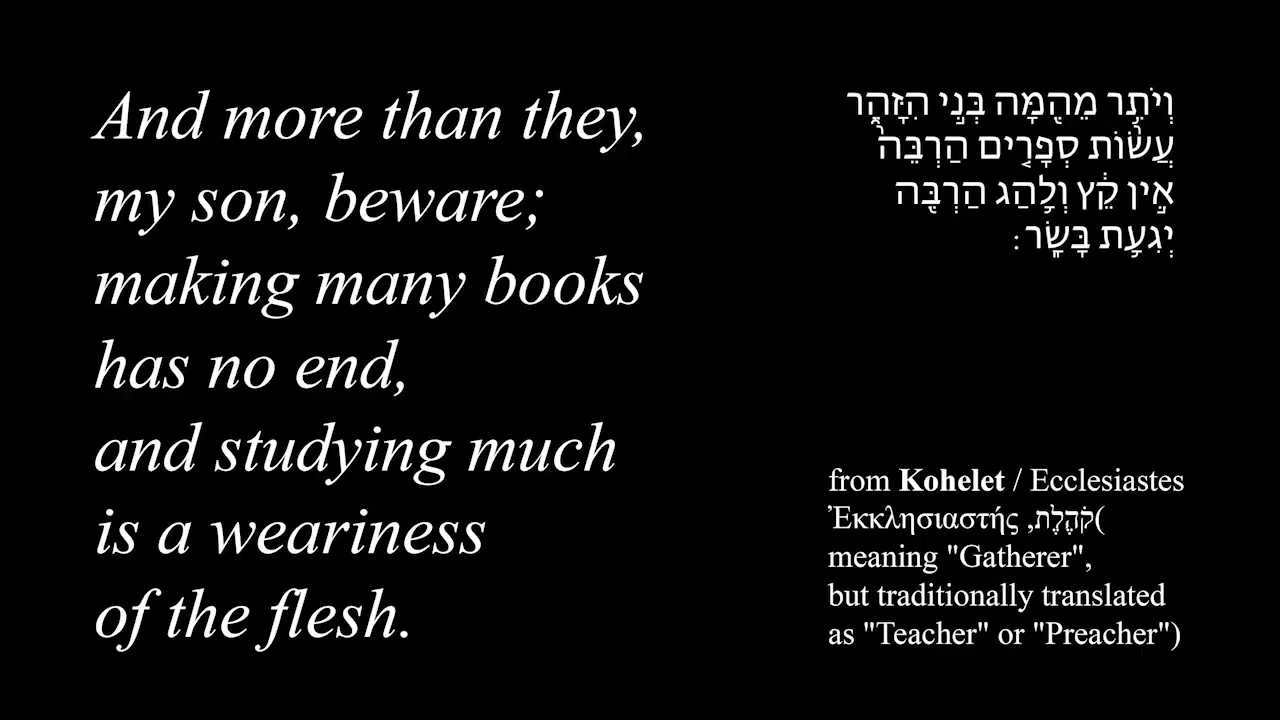 And more than they,
my son, beware;
making many books
has no end,
and studying much
is a weariness
of the flesh.
וְיֹתֵ֥ר מֵהֵ֖מָּה בְּנִ֣י הִזָּהֵ֑ר
עֲשׂ֨וֹת סְפָרִ֤ים הַרְבֵּה֙
אֵ֣ין קֵ֔ץ וְלַ֥הַג הַרְבֵּ֖ה
יְגִעַ֥ת בָּשָֽׂר׃
from Kohelet / Ecclesiastes
Ἐκκλησιαστής ,קֹהֶלֶת(
meaning "Gatherer",
but traditionally translated
as "Teacher" or "Preacher")